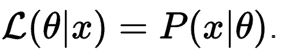 ℒ(θ|x) = P(x|θ).